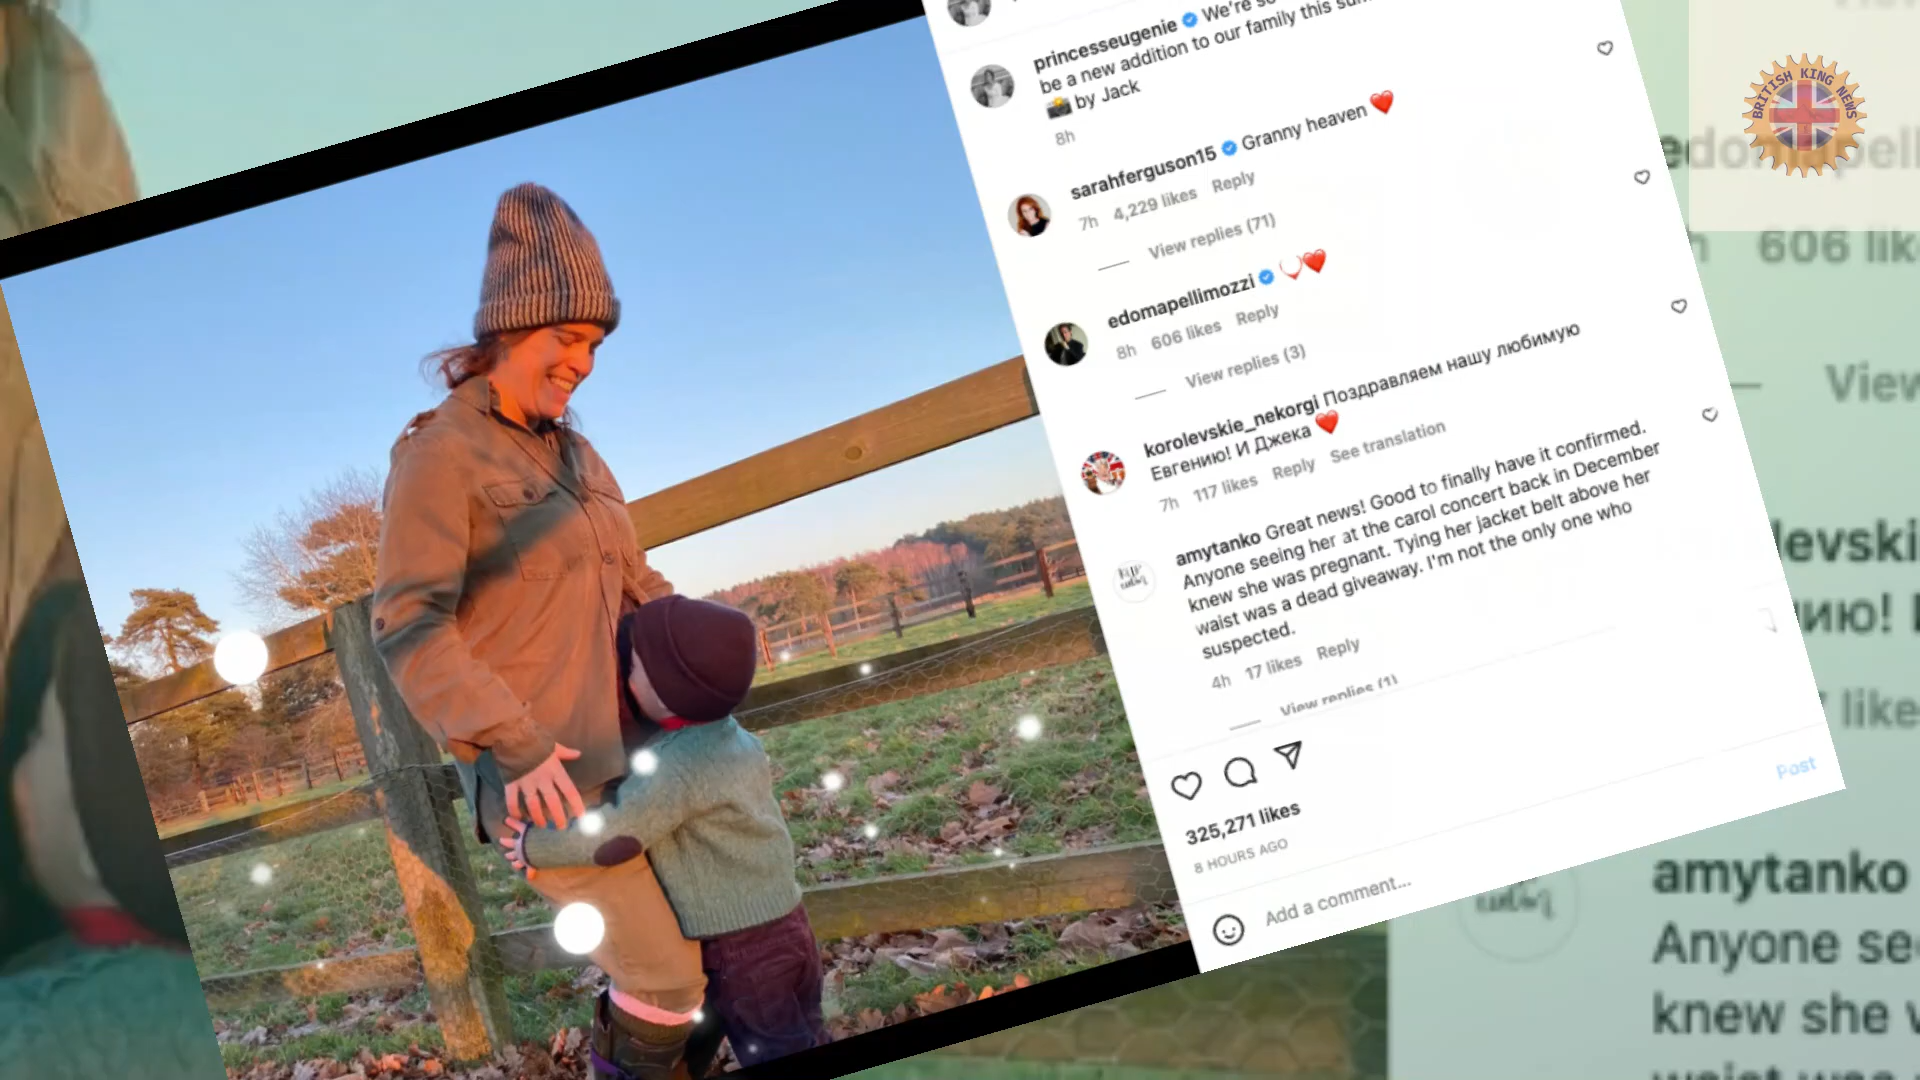 princesseugenie We're so
be a new addition to our family this sum
by Jack
8h
sarahferguson15 Granny heaven ❤️
7h 4,229 likes Reply
View replies (71)
edomapellimozzi ❤️
8h 606 likes Reply
View replies (3)
korolevskie_nekorgi Поздравляем нашу любимую
Евгению! И Джека ❤️
7h 117 likes Reply See translation
amytanko Great news! Good to finally have it confirmed.
Anyone seeing her at the carol concert back in December
knew she was pregnant. Tying her jacket belt above her
waist was a dead giveaway. I'm not the only one who
suspected.
4h 17 likes Reply
View replies (1)
325,271 likes
8 HOURS AGO
Add a comment...
Post
BRITISH KING NEWS
606 lik
View
levski
ию!
like
amytanko
Anyone se
knew she